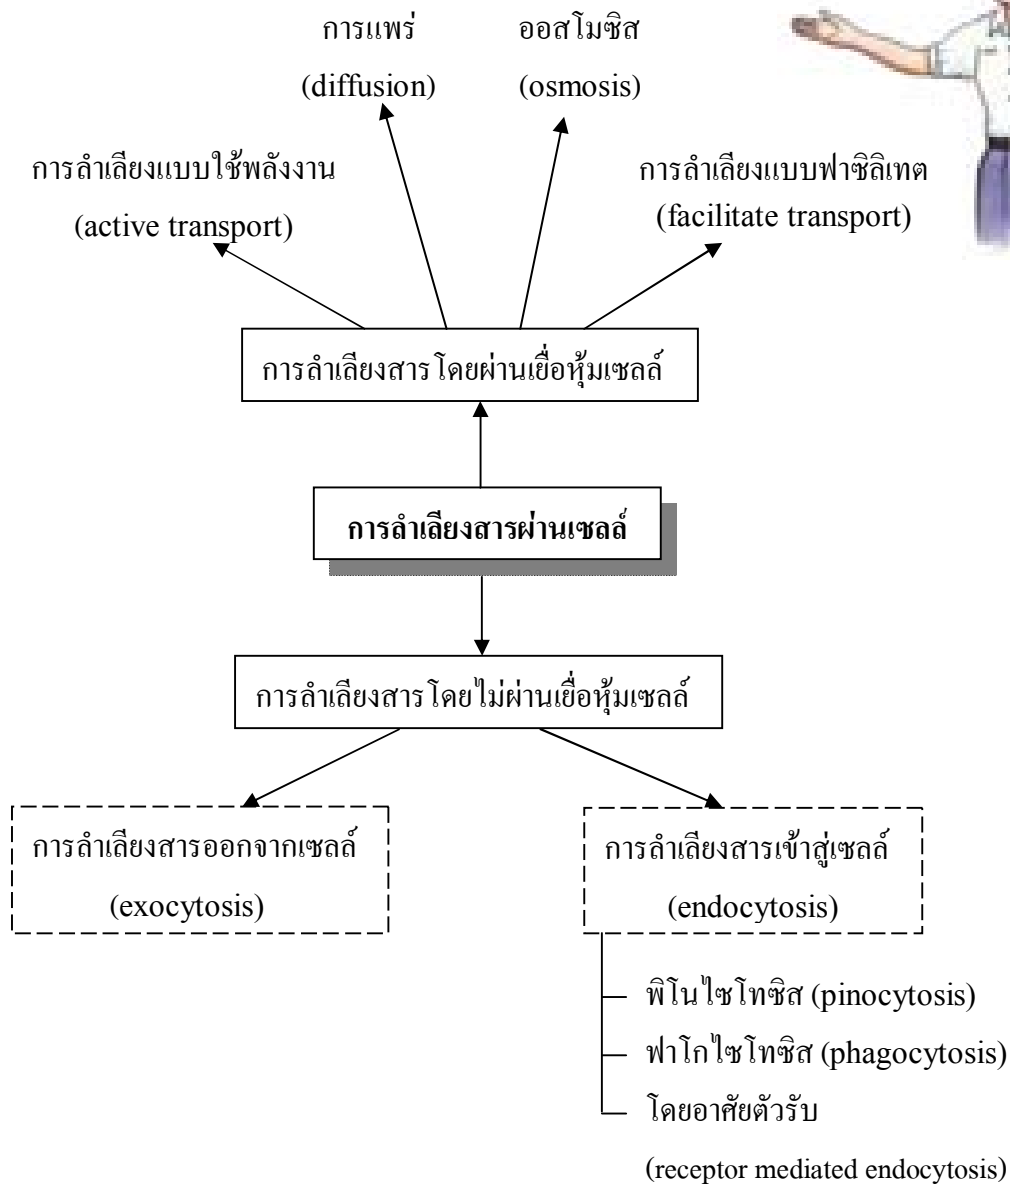 การแพร่ ออสโมซิส
(diffusion) (osmosis)
การลำเลียงแบบใช้พลังงาน การลำเลียงแบบฟาซิลิเทต
(active transport) (facilitate transport)
การลำเลียงสารโดยผ่านเยื่อหุ้มเซลล์
การลำเลียงสารผ่านเซลล์
การลำเลียงสารโดยไม่ผ่านเยื่อหุ้มเซลล์
การลำเลียงสารออกจากเซลล์ การลำเลียงสารเข้าสู่เซลล์
(exocytosis) (endocytosis)
พิโนไซโทซิส (pinocytosis)
ฟาโกไซโทซิส (phagocytosis)
โดยอาศัยตัวรับ
(receptor mediated endocytosis)